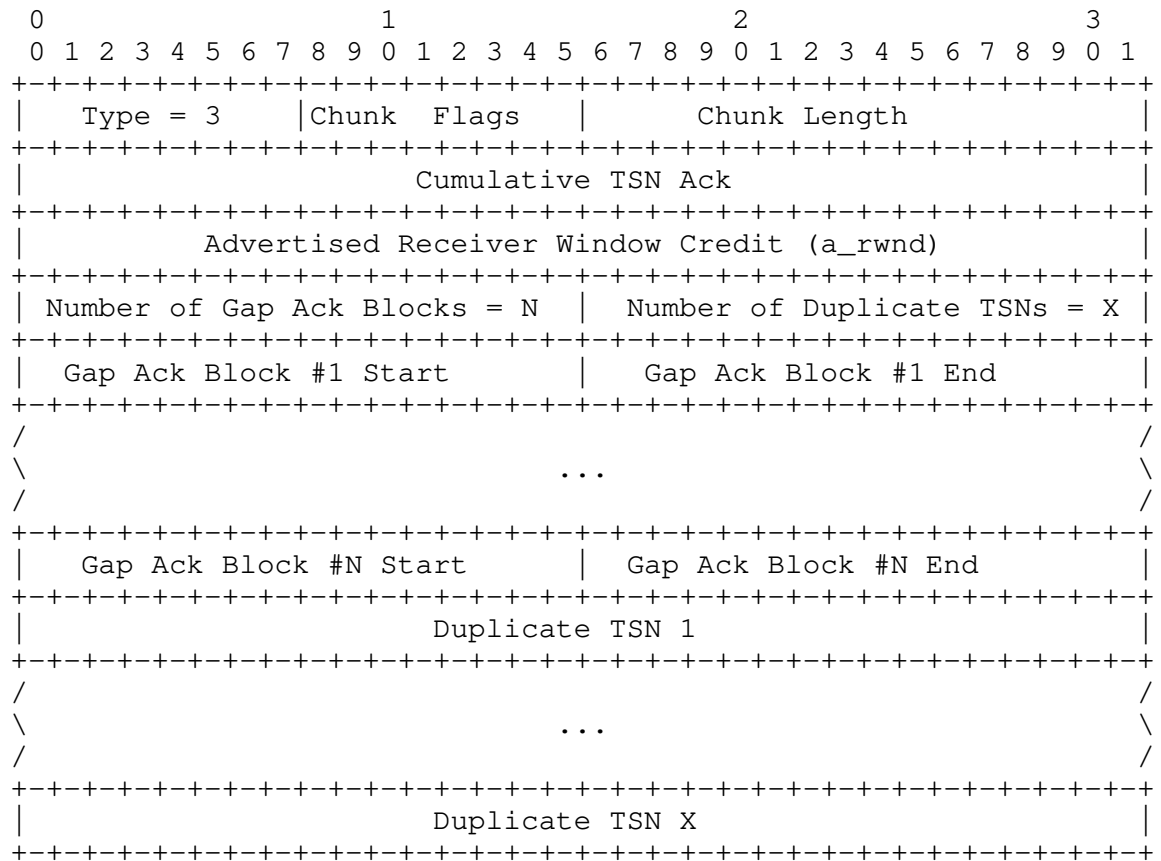 0                   1                   2                   3
 0 1 2 3 4 5 6 7 8 9 0 1 2 3 4 5 6 7 8 9 0 1 2 3 4 5 6 7 8 9 0 1
+-+-+-+-+-+-+-+-+-+-+-+-+-+-+-+-+-+-+-+-+-+-+-+-+-+-+-+-+-+-+-+-+
|   Type = 3    |Chunk  Flags   |      Chunk Length             |
+-+-+-+-+-+-+-+-+-+-+-+-+-+-+-+-+-+-+-+-+-+-+-+-+-+-+-+-+-+-+-+-+
|                      Cumulative TSN Ack                       |
+-+-+-+-+-+-+-+-+-+-+-+-+-+-+-+-+-+-+-+-+-+-+-+-+-+-+-+-+-+-+-+-+
|          Advertised Receiver Window Credit (a_rwnd)           |
+-+-+-+-+-+-+-+-+-+-+-+-+-+-+-+-+-+-+-+-+-+-+-+-+-+-+-+-+-+-+-+-+
| Number of Gap Ack Blocks = N  |  Number of Duplicate TSNs = X |
+-+-+-+-+-+-+-+-+-+-+-+-+-+-+-+-+-+-+-+-+-+-+-+-+-+-+-+-+-+-+-+-+
|  Gap Ack Block #1 Start       |   Gap Ack Block #1 End        |
+-+-+-+-+-+-+-+-+-+-+-+-+-+-+-+-+-+-+-+-+-+-+-+-+-+-+-+-+-+-+-+-+
/                                                               /
\                              ...                              \
/                                                               /
+-+-+-+-+-+-+-+-+-+-+-+-+-+-+-+-+-+-+-+-+-+-+-+-+-+-+-+-+-+-+-+-+
|   Gap Ack Block #N Start      |  Gap Ack Block #N End         |
+-+-+-+-+-+-+-+-+-+-+-+-+-+-+-+-+-+-+-+-+-+-+-+-+-+-+-+-+-+-+-+-+
|                       Duplicate TSN 1                         |
+-+-+-+-+-+-+-+-+-+-+-+-+-+-+-+-+-+-+-+-+-+-+-+-+-+-+-+-+-+-+-+-+
/                                                               /
\                              ...                              \
/                                                               /
+-+-+-+-+-+-+-+-+-+-+-+-+-+-+-+-+-+-+-+-+-+-+-+-+-+-+-+-+-+-+-+-+
|                       Duplicate TSN X                         |
+-+-+-+-+-+-+-+-+-+-+-+-+-+-+-+-+-+-+-+-+-+-+-+-+-+-+-+-+-+-+-+-+